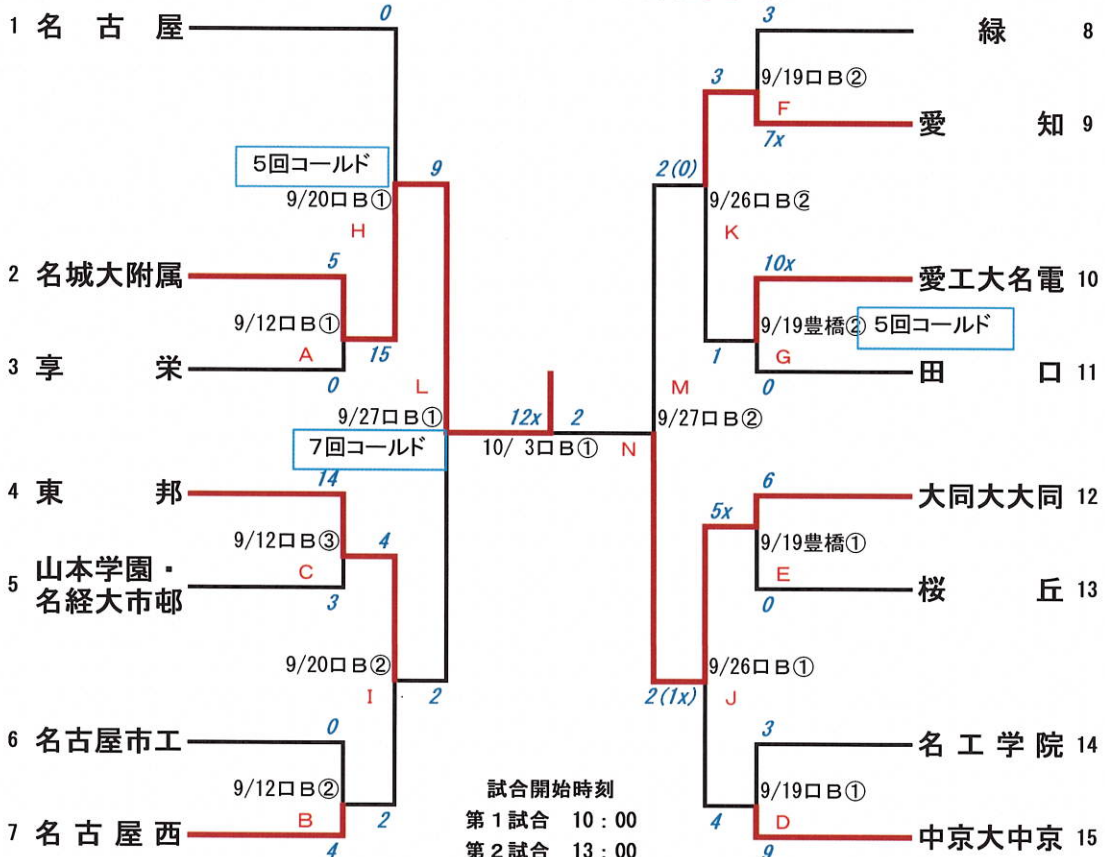 1 名古屋 0
5回コールド
9
9/20ロB①
H
2 名城大附属 5
9/12ロB①
A
15
3 享栄 0
L
9/27ロB①
7回コールド
4 東邦 14
9/12ロB③
C
4
5 山本学園・
名経大市邨
3
9/20ロB②
I
2
6 名古屋市工 0
9/12ロB②
B
2
7 名古屋西 4
12x 2
10/ 3ロB① N
3 緑 8
9/19ロB②
F
3
愛知 9
7x
2(0)
9/26ロB②
K
10x 愛工大名電 10
9/19豊橋② 5回コールド
G
1
田口 11
0
M
9/27ロB②
6 大同大大同 12
5x
9/19豊橋①
E
桜丘 13
0
9/26ロB①
2(1x) J
3 名工学院 14
9/19ロB①
D
4
中京大中京 15
9
試合開始時刻
第1試合 10:00
第2試合 13:00